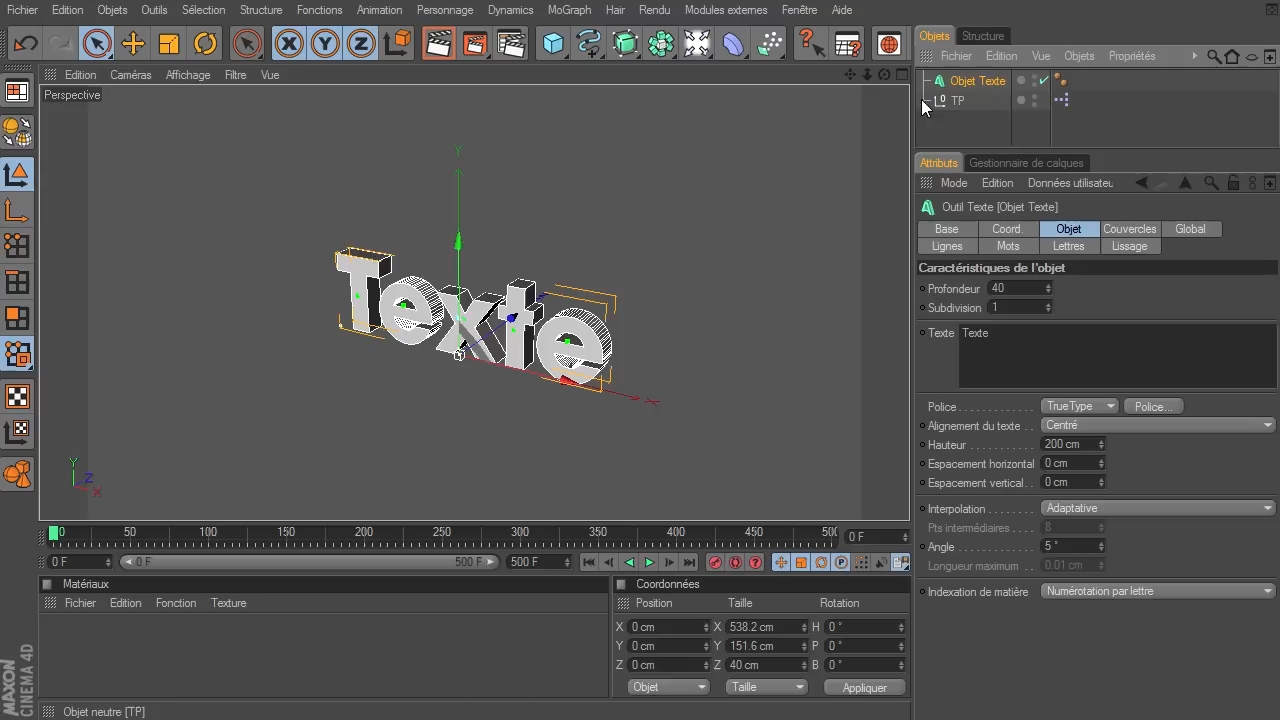 Fichier Edition Objets Outils Sélection Structure Fonctions Animation Personnage Dynamics MoGraph Hair Rendu Modules externes Fenêtre Aide
Objets Structure
Fichier Edition Vue Objets Propriétés
Edition Caméras Affichage Filtre Vue
Perspective
Objet Texte
TP
Attributs Gestionnaire de calques
Mode Edition Données utilisateu
Outil Texte [Objet Texte]
Base Coord. Objet Couvercles Global
Lignes Mots Lettres Lissage
Caractéristiques de l'objet
Profondeur 40
Subdivision 1
Texte Texte
Police TrueType Police...
Alignement du texte Centré
Hauteur 200 cm
Espacement horizontal 0 cm
Espacement vertical 0 cm
Interpolation Adaptative
Pts intermédiaires 8
Angle 5 °
Longueur maximum 0.01 cm
Indexation de matière Numérotation par lettre
Y
Texte
X
Y
Z
X
0 50 100 150 200 250 300 350 400 450 500 0 F
0 F 0 F 500 F 500 F
Matériaux
Fichier Edition Fonction Texture
Coordonnées
Position Taille Rotation
X 0 cm X 538.2 cm H 0 °
Y 0 cm Y 151.6 cm P 0 °
Z 0 cm Z 40 cm B 0 °
Objet Taille Appliquer
MAXON
CINEMA 4D
Objet neutre [TP]